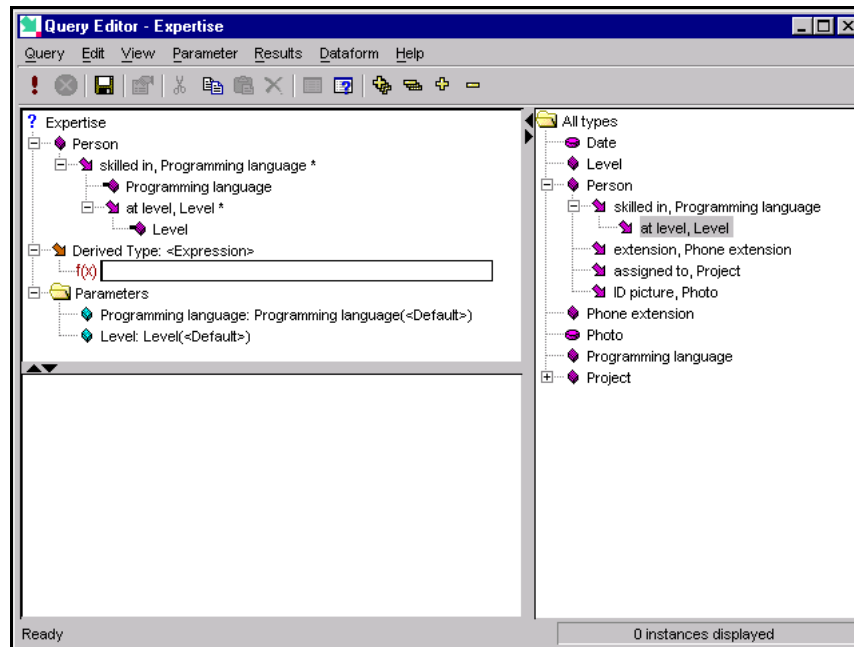 Query Editor - Expertise
Query Edit View Parameter Results Dataform Help
? Expertise
Person
skilled in, Programming language *
Programming language
at level, Level *
Level
Derived Type: <Expression>
f(x)
Parameters
Programming language: Programming language(<Default>)
Level: Level(<Default>)
All types
Date
Level
Person
skilled in, Programming language
at level, Level
extension, Phone extension
assigned to, Project
ID picture, Photo
Phone extension
Photo
Programming language
Project
Ready
0 instances displayed